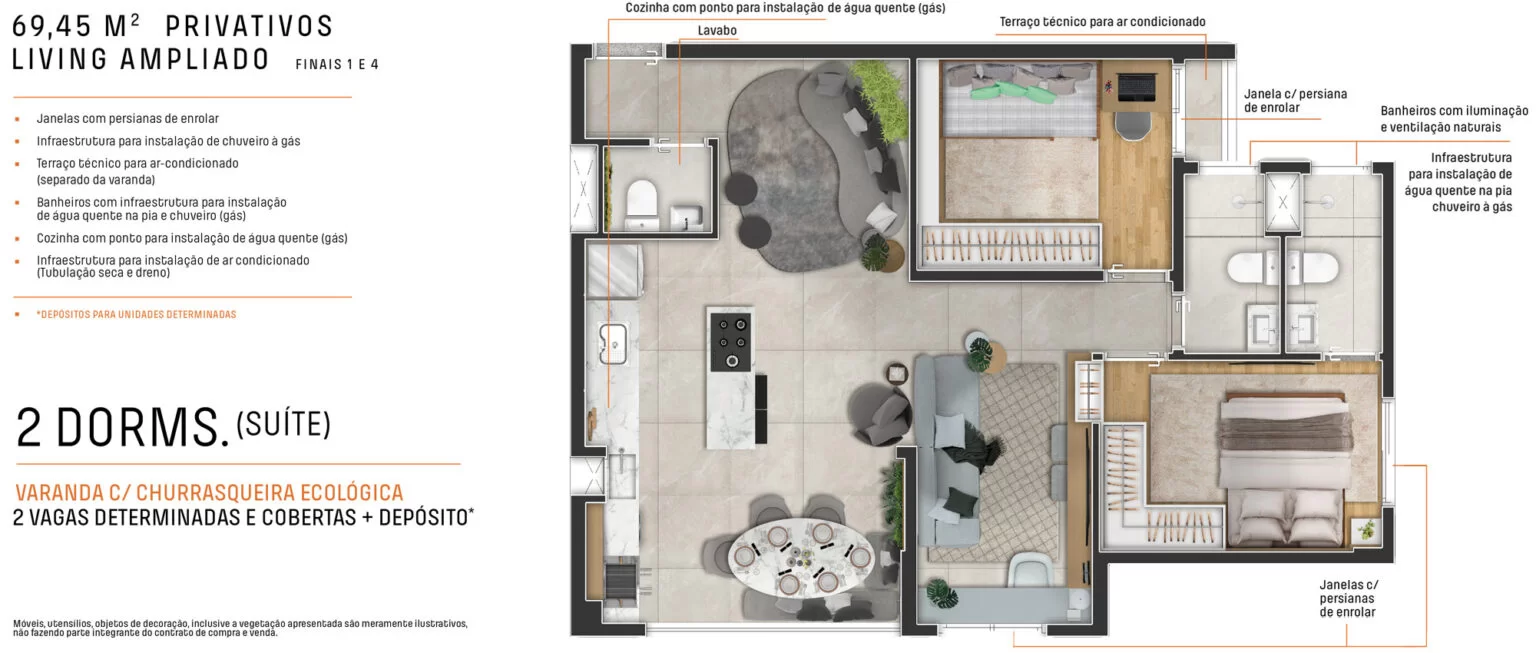 69,45 M² PRIVATIVOS
LIVING AMPLIADO FINAIS 1 E 4
Janelas com persianas de enrolar
Infraestrutura para instalação de chuveiro à gás
Terraço técnico para ar-condicionado
(separado da varanda)
Banheiros com infraestrutura para instalação
de água quente na pia e chuveiro (gás)
Cozinha com ponto para instalação de água quente (gás)
Infraestrutura para instalação de ar condicionado
(Tubulação seca e dreno)
*DEPÓSITOS PARA UNIDADES DETERMINADAS
2 DORMS. (SUÍTE)
VARANDA C/ CHURRASQUEIRA ECOLÓGICA
2 VAGAS DETERMINADAS E COBERTAS + DEPÓSITO*
Móveis, utensílios, objetos de decoração, inclusive a vegetação apresentada são meramente ilustrativos,
não fazendo parte integrante do contrato de compra e venda.
Cozinha com ponto para instalação de água quente (gás)
Lavabo
Terraço técnico para ar condicionado
Janela c/ persiana
de enrolar
Banheiros com iluminação
e ventilação naturais
Infraestrutura
para instalação de
água quente na pia
chuveiro à gás
Janelas c/
persianas
de enrolar